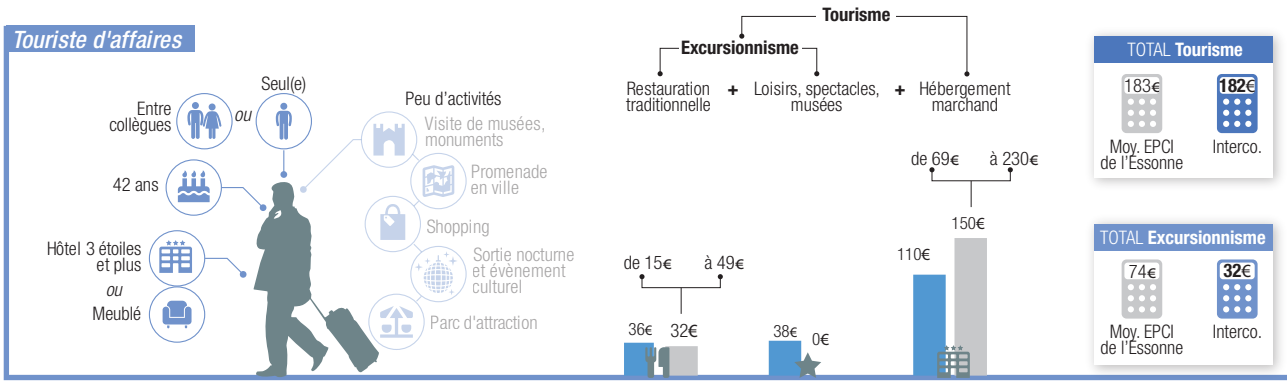 Touriste d'affaires
Entre
collègues
ou
Seul(e)
42 ans
Hôtel 3 étoiles
et plus
ou
Meublé
Peu d'activités
Visite de musées,
monuments
Promenade
en ville
Shopping
Sortie nocturne
et évènement
culturel
Parc d'attraction
Tourisme
Excursionnisme
Restauration
traditionnelle
+
Loisirs, spectacles,
musées
+
Hébergement
marchand
de 15€ à 49€
36€ 32€
38€ 0€
de 69€ à 230€
110€ 150€
TOTAL Tourisme
183€ 182€
Moy. EPCI
de l'Essonne
Interco.
TOTAL Excursionnisme
74€ 32€
Moy. EPCI
de l'Essonne
Interco.